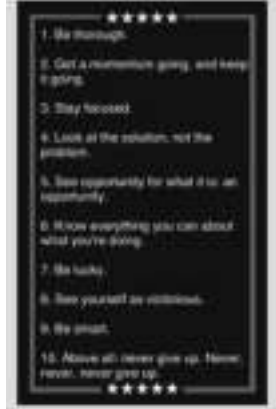 1. Be thorough.
2. Get a momentum going, and keep
it going.
3. Stay focused.
4. Look at the solution, not the
problem.
5. See opportunity for what it is: an
opportunity.
6. Know everything you can about
what you're doing.
7. Be lucky.
8. See yourself as victorious.
9. Be smart.
10. Above all: never give up. Never,
never, never give up.